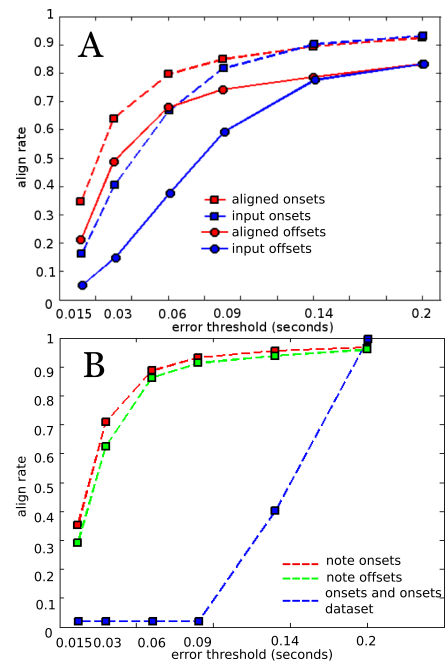 1
0.9
0.8
0.7
0.6
0.5
0.4
0.3
0.2
0.1
0
align rate
A
aligned onsets
input onsets
aligned offsets
input offsets
0.015 0.03 0.06 0.09 0.14 0.2
error threshold (seconds)
1
0.9
0.8
0.7
0.6
0.5
0.4
0.3
0.2
0.1
0
align rate
B
note onsets
note offsets
onsets and onsets
dataset
0.015 0.03 0.06 0.09 0.14 0.2
error threshold (seconds)